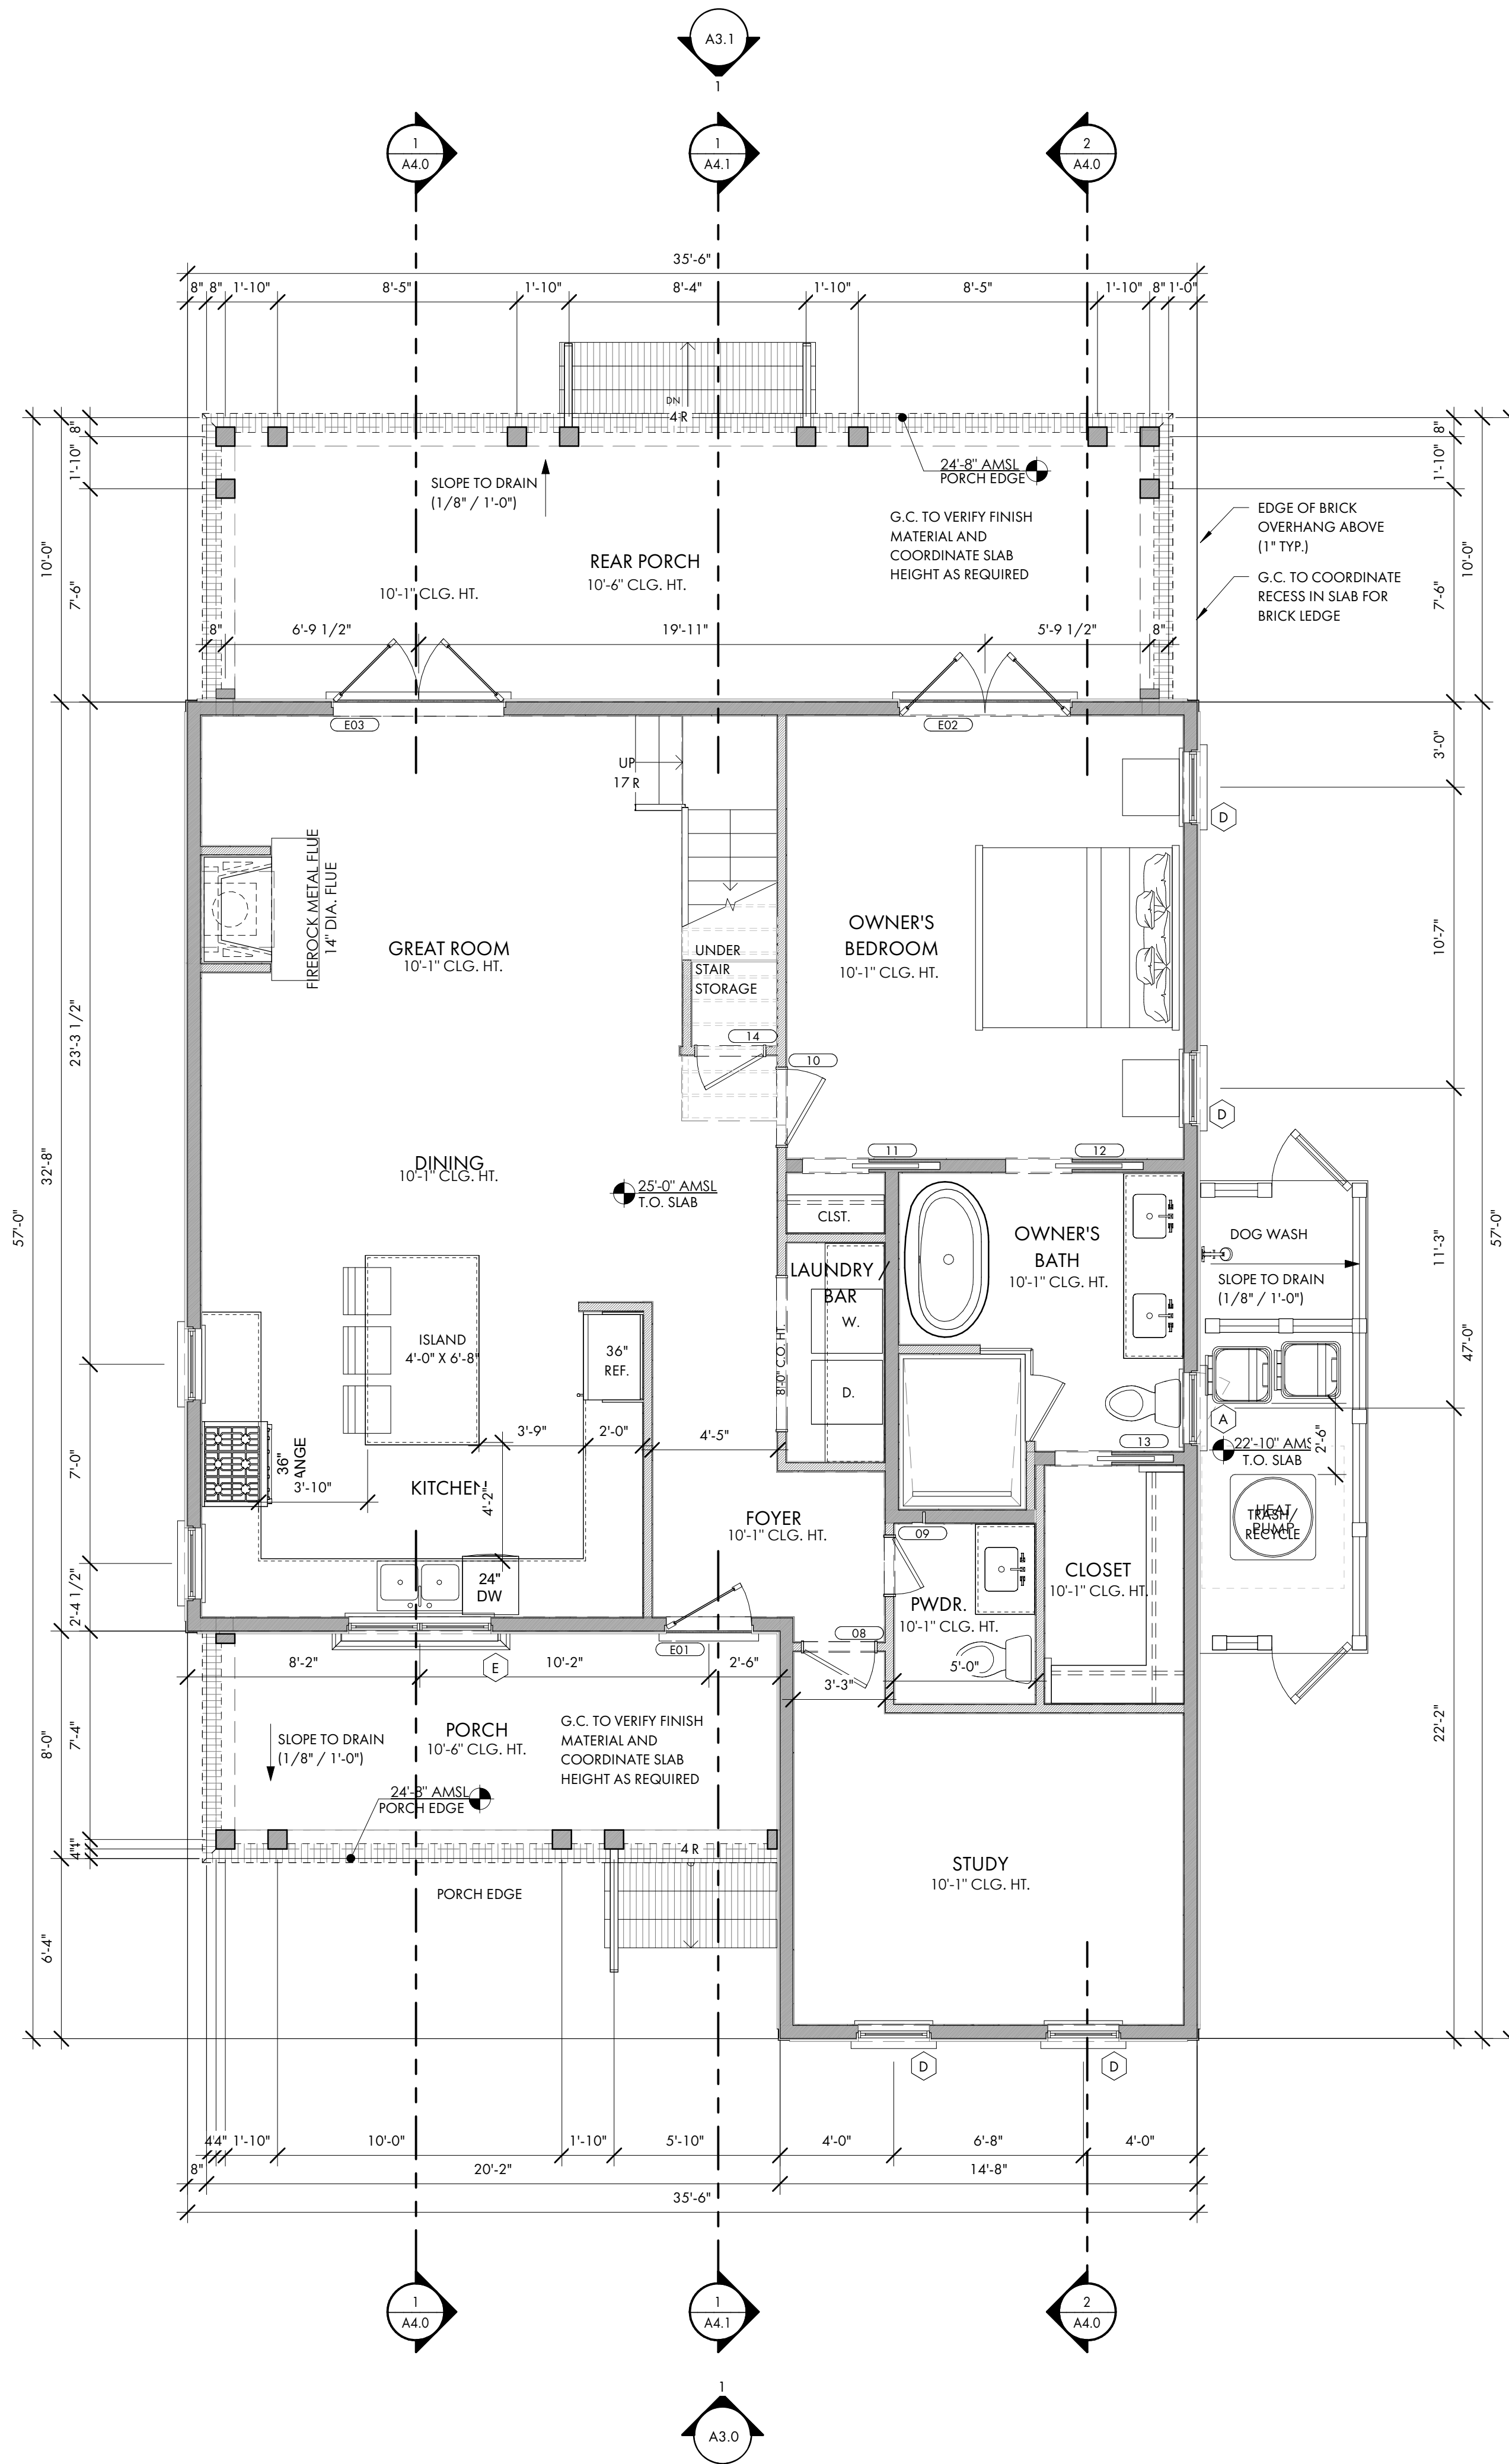 A3.1
1
1
A4.0
1
A4.1
2
A4.0
35'-6"
8" 8" 1'-10" 8'-5" 1'-10" 8'-4" 1'-10" 8'-5" 1'-10" 8" 1'-0"
DN
4 R
8"
1'-10"
7'-6"
10'-0"
8"
1'-10"
7'-6"
10'-0"
24'-8" AMSL
PORCH EDGE
SLOPE TO DRAIN
(1/8" / 1'-0")
G.C. TO VERIFY FINISH
MATERIAL AND
COORDINATE SLAB
HEIGHT AS REQUIRED
EDGE OF BRICK
OVERHANG ABOVE
(1" TYP.)
G.C. TO COORDINATE
RECESS IN SLAB FOR
BRICK LEDGE
REAR PORCH
10'-6" CLG. HT.
10'-1" CLG. HT.
8" 6'-9 1/2" 19'-11" 5'-9 1/2" 8"
E03
E02
UP
17 R
3'-0"
D
FIREROCK METAL FLUE
14" DIA. FLUE
GREAT ROOM
10'-1" CLG. HT.
UNDER
STAIR
STORAGE
OWNER'S
BEDROOM
10'-1" CLG. HT.
10'-7"
23'-3 1/2"
32'-8"
57'-0"
14
10
D
11
12
DINING
10'-1" CLG. HT.
25'-0" AMSL
T.O. SLAB
CLST.
OWNER'S
BATH
10'-1" CLG. HT.
DOG WASH
SLOPE TO DRAIN
(1/8" / 1'-0")
11'-3"
57'-0"
47'-0"
LAUNDRY /
BAR
W.
D.
8'-0" C.O. HT.
ISLAND
4'-0" X 6'-8"
36"
REF.
A
13
22'-10" AMS
T.O. SLAB
2'-6"
3'-9" 2'-0" 4'-5"
36"
ANGE
3'-10"
KITCHEN
4'-2"
7'-0"
FOYER
10'-1" CLG. HT.
09
HEAT
PUMP
TRASH/
RECYCLE
CLOSET
10'-1" CLG. HT.
24"
DW
PWDR.
10'-1" CLG. HT.
2'-4 1/2"
E01
08
E
8'-2" 10'-2" 2'-6"
3'-3"
5'-0"
22'-2"
SLOPE TO DRAIN
(1/8" / 1'-0")
PORCH
10'-6" CLG. HT.
G.C. TO VERIFY FINISH
MATERIAL AND
COORDINATE SLAB
HEIGHT AS REQUIRED
24'-8" AMSL
PORCH EDGE
8'-0"
7'-4"
4"
4 R
PORCH EDGE
STUDY
10'-1" CLG. HT.
6'-4"
D
D
4" 1'-10" 10'-0" 1'-10" 5'-10" 4'-0" 6'-8" 4'-0"
8" 20'-2" 14'-8"
35'-6"
1
A4.0
1
A4.1
2
A4.0
1
A3.0